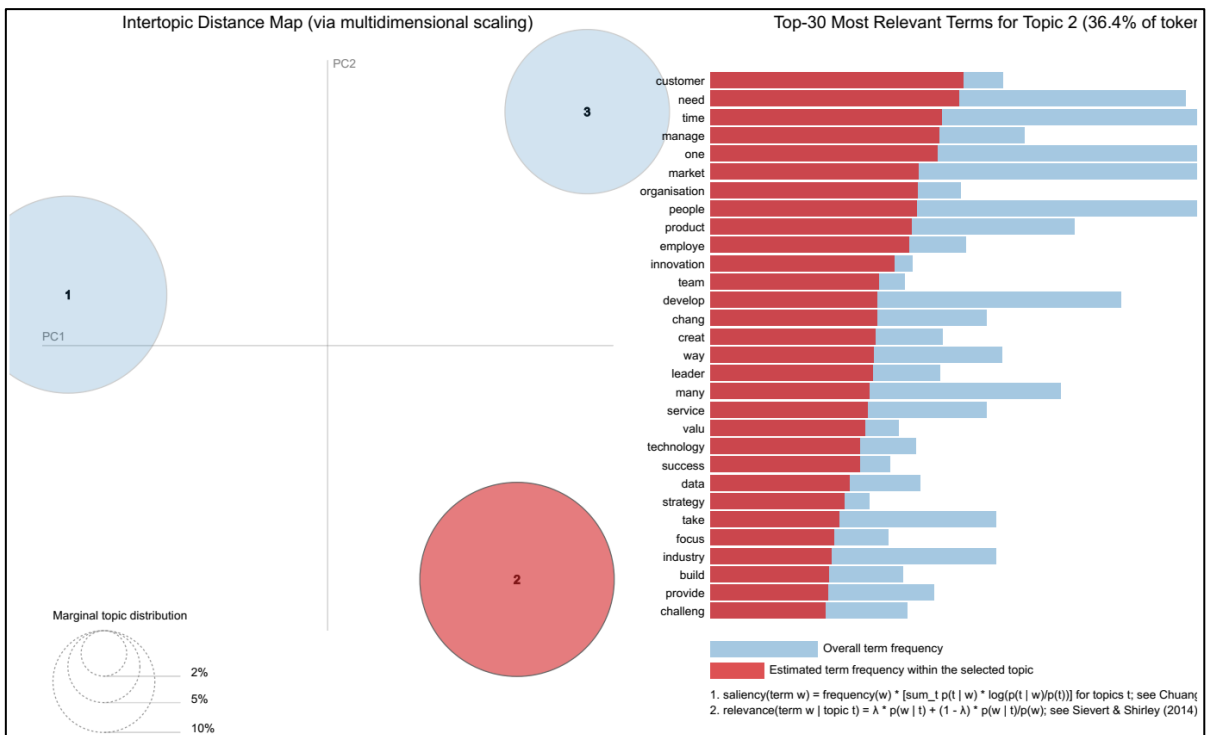 Intertopic Distance Map (via multidimensional scaling)
PC2
3
1
PC1
2
Marginal topic distribution
2%
5%
10%
Top-30 Most Relevant Terms for Topic 2 (36.4% of token
customer
need
time
manage
one
market
organisation
people
product
employe
innovation
team
develop
chang
creat
way
leader
many
service
valu
technology
success
data
strategy
take
focus
industry
build
provide
challeng
Overall term frequency
Estimated term frequency within the selected topic
1. saliency(term w) = frequency(w) * [sum_t p(t | w) * log(p(t | w)/p(t))] for topics t; see Chuang
2. relevance(term w | topic t) = λ * p(w | t) + (1 - λ) * p(w | t)/p(w); see Sievert & Shirley (2014)